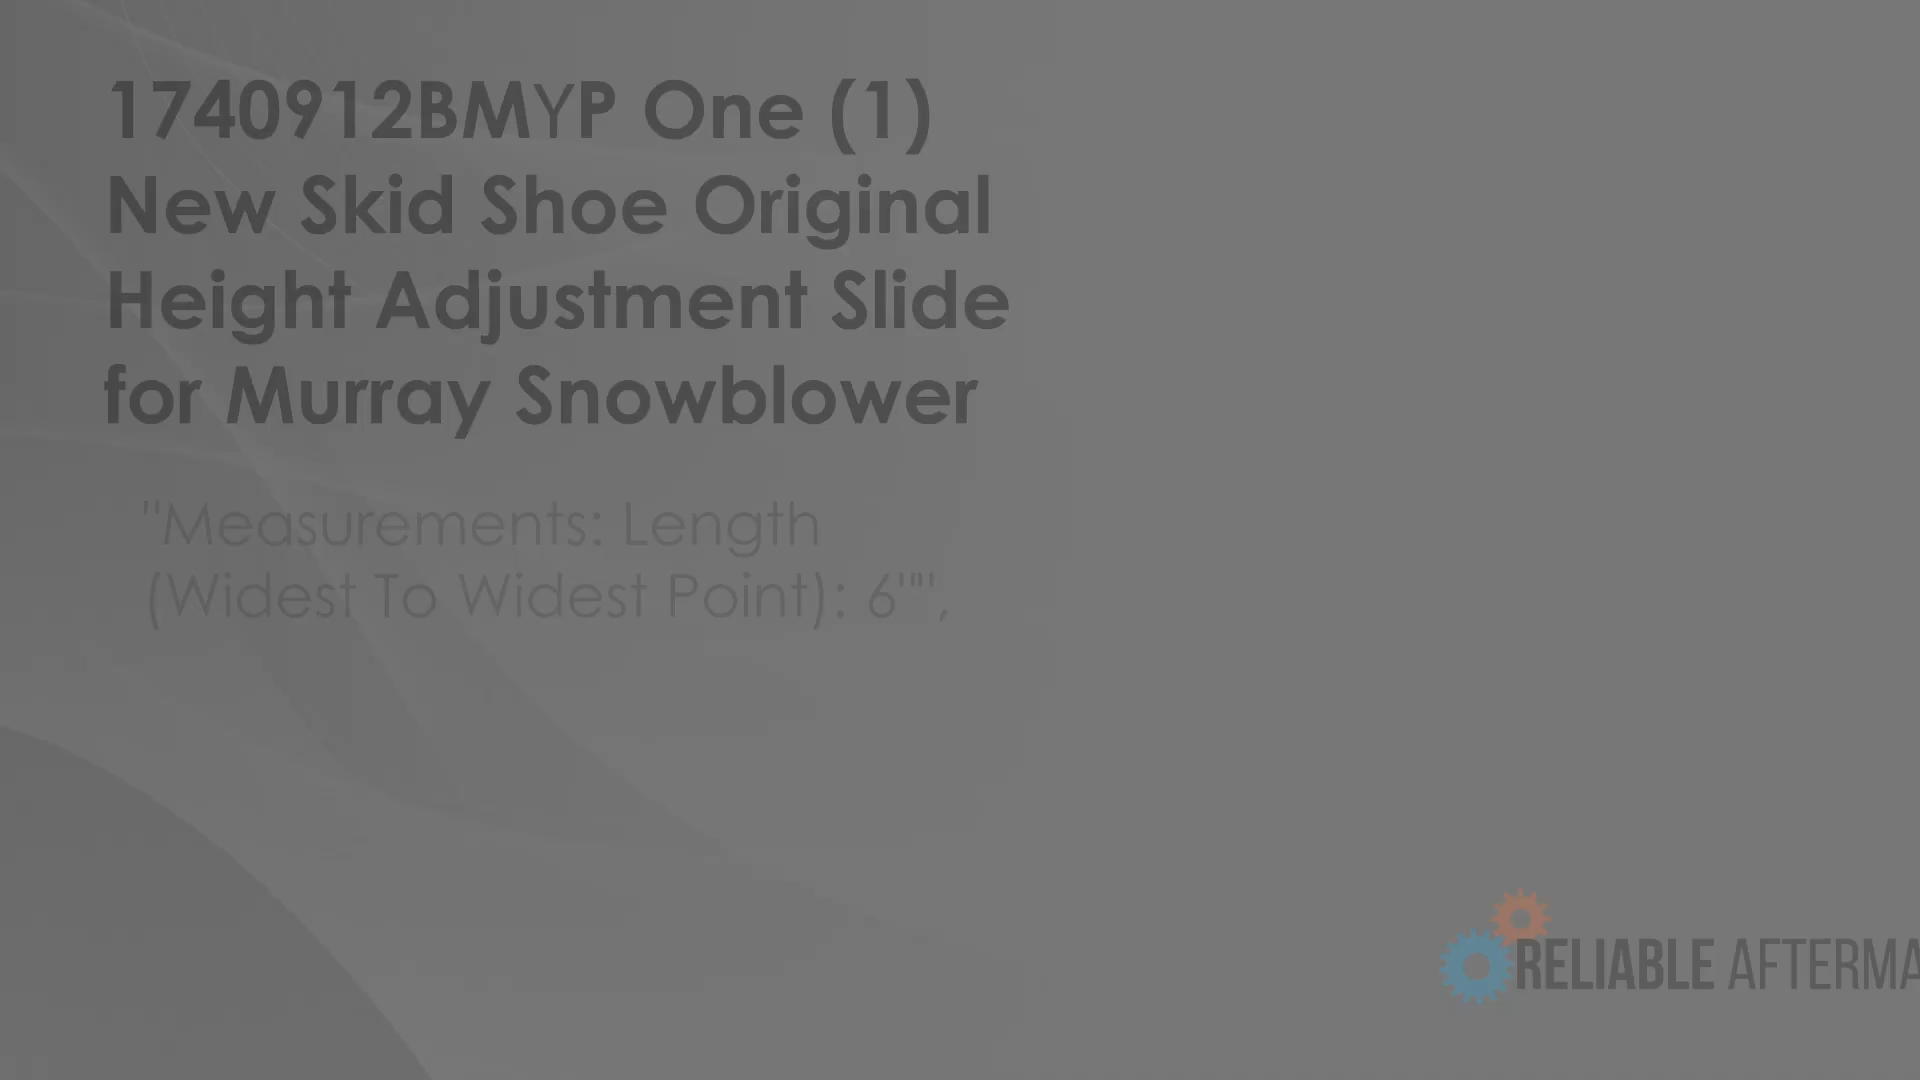 1740912BMYP One (1)
New Skid Shoe Original
Height Adjustment Slide
for Murray Snowblower
"Measurements: Length
(Widest To Widest Point): 6'"',
RELIABLE AFTERMA